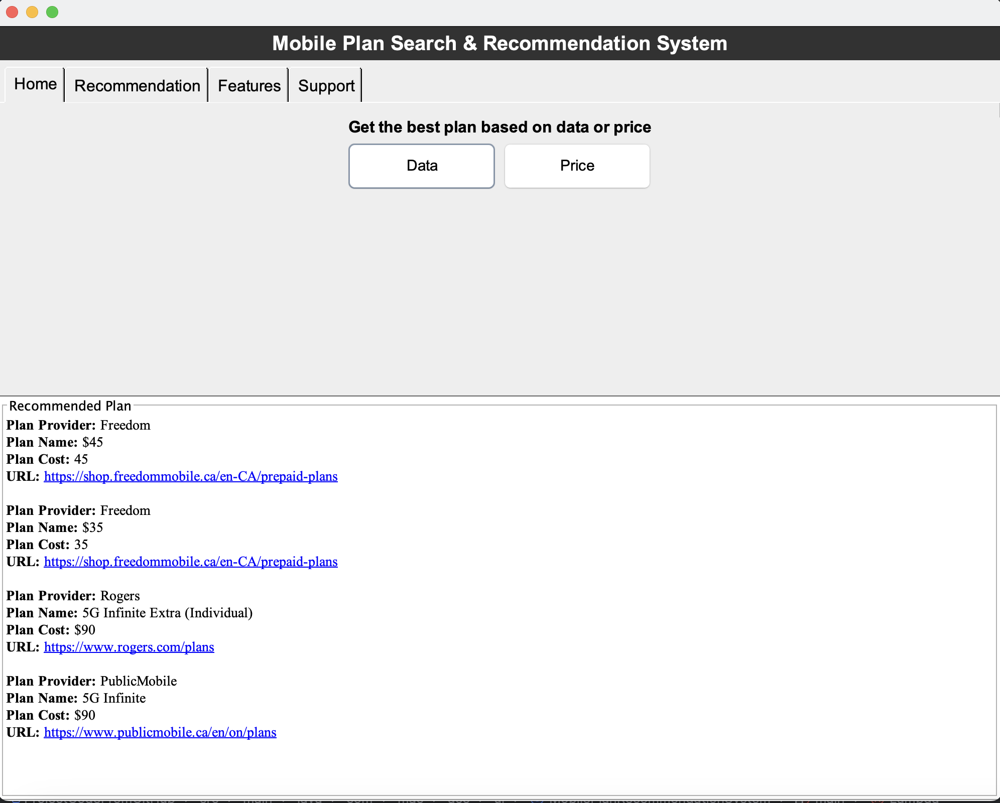 Mobile Plan Search & Recommendation System
Home Recommendation Features Support
Get the best plan based on data or price
Data Price
Recommended Plan
Plan Provider: Freedom
Plan Name: $45
Plan Cost: 45
URL: https://shop.freedommobile.ca/en-CA/prepaid-plans
Plan Provider: Freedom
Plan Name: $35
Plan Cost: 35
URL: https://shop.freedommobile.ca/en-CA/prepaid-plans
Plan Provider: Rogers
Plan Name: 5G Infinite Extra (Individual)
Plan Cost: $90
URL: https://www.rogers.com/plans
Plan Provider: PublicMobile
Plan Name: 5G Infinite
Plan Cost: $90
URL: https://www.publicmobile.ca/en/on/plans